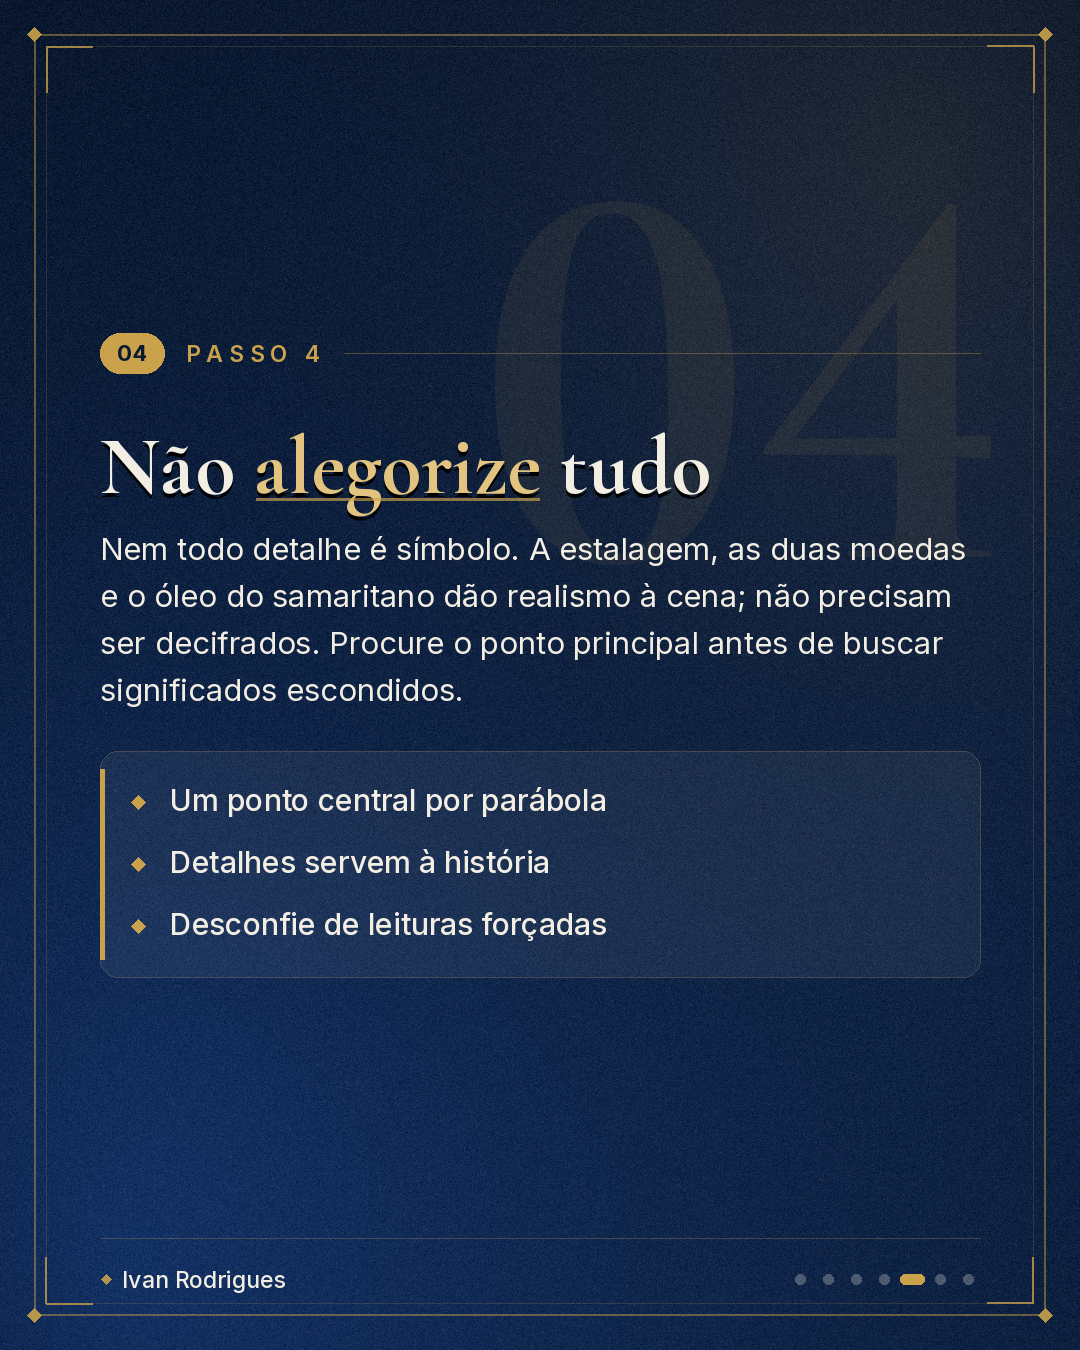 04
04 PASSO 4
Não alegorize tudo
Nem todo detalhe é símbolo. A estalagem, as duas moedas
e o óleo do samaritano dão realismo à cena; não precisam
ser decifrados. Procure o ponto principal antes de buscar
significados escondidos.
Um ponto central por parábola
Detalhes servem à história
Desconfie de leituras forçadas
Ivan Rodrigues